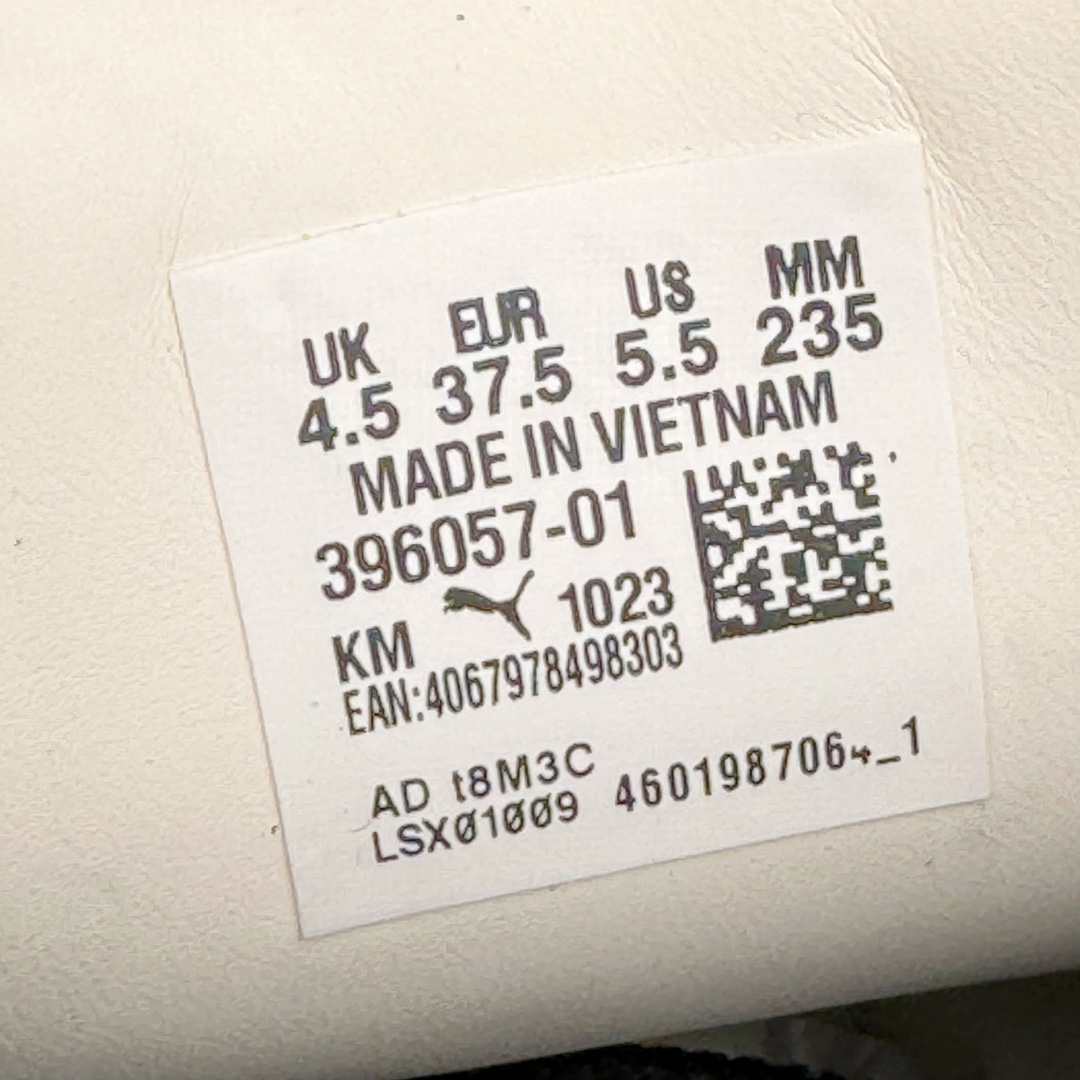 UK EUR US MM
4.5 37.5 5.5 235
MADE IN VIETNAM
396057-01
KM 1023
EAN:4067978498303
AD t8M3C
LSX01009 4601987064_1